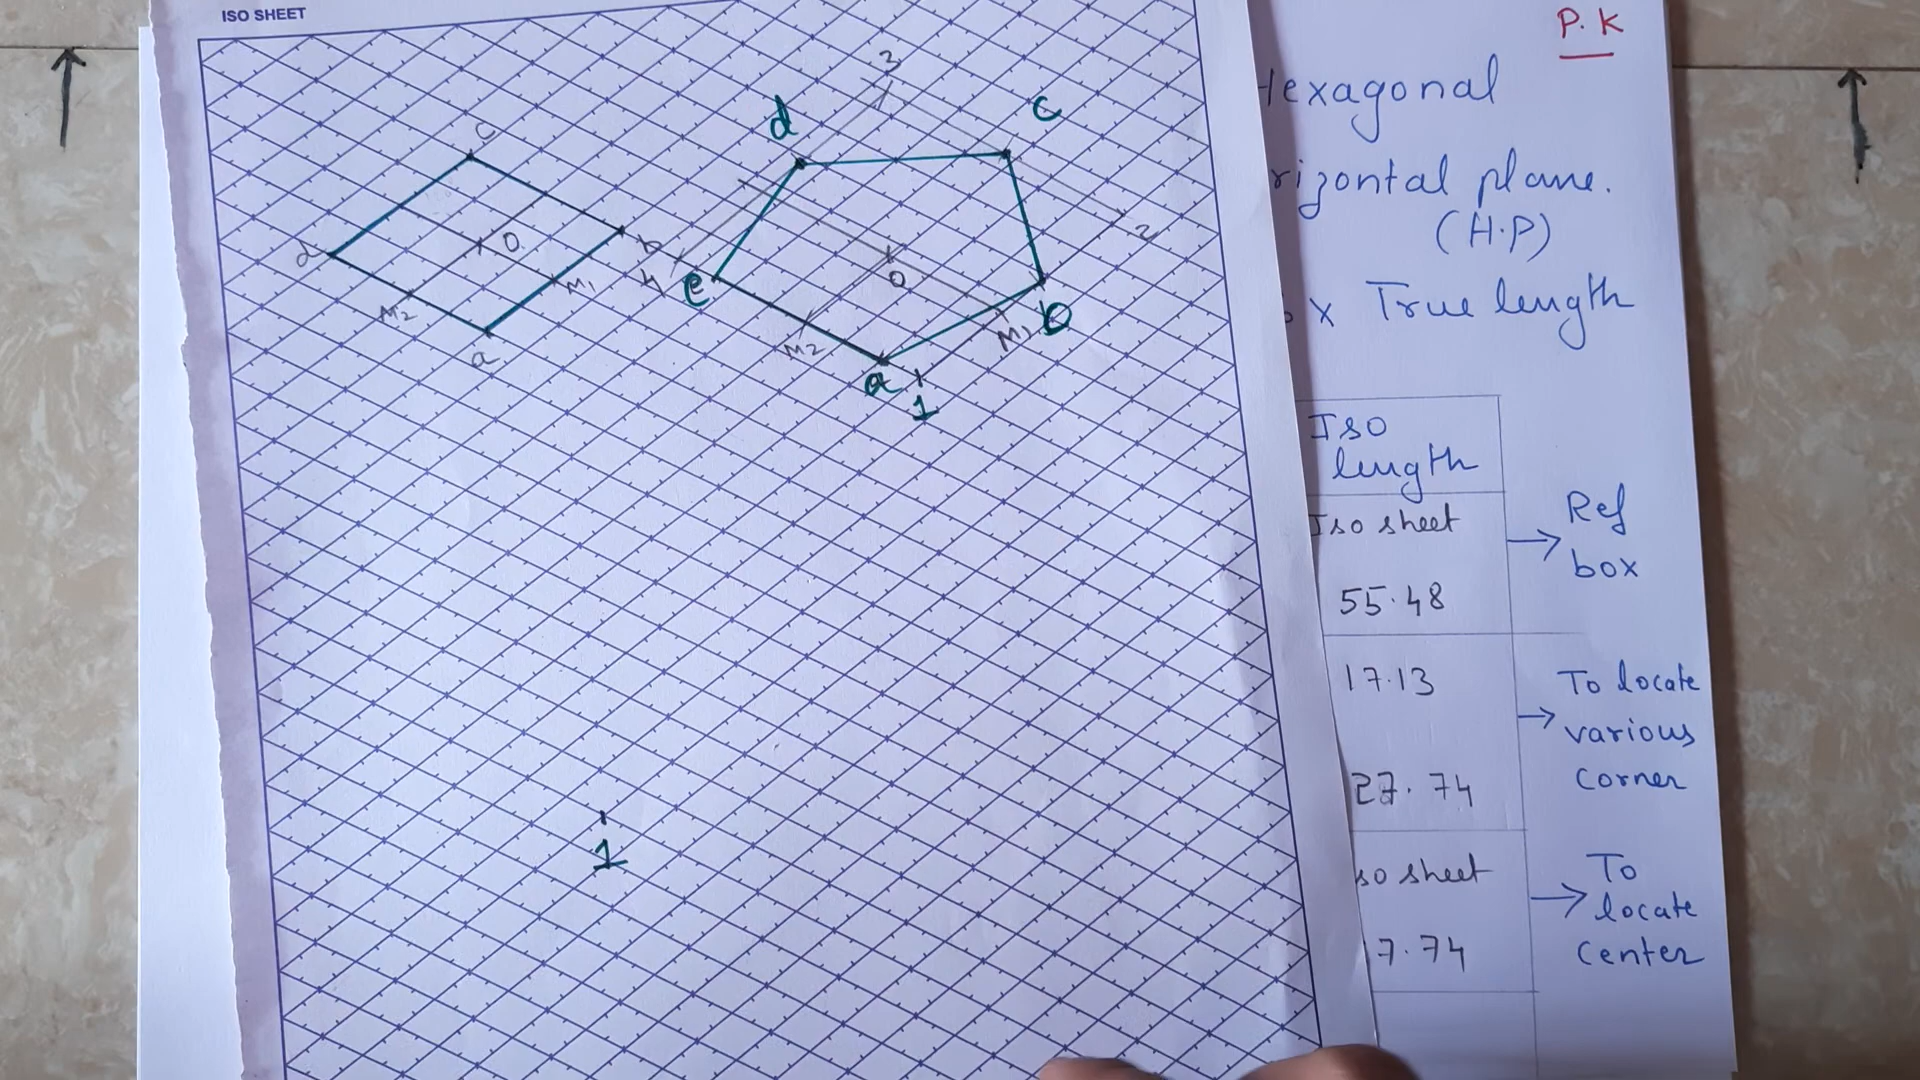 ISO SHEET
P.K
Hexagonal
rizontal plane.
(H.P)
x True length
Iso
length
Iso sheet
55.48
Ref
box
17.13
27.74
To locate
various
corner
so sheet
7.74
To
locate
center
c
d
O
b
M1
M2
a
3
d
c
2
4
e
O
M2
M1
b
a
1
1